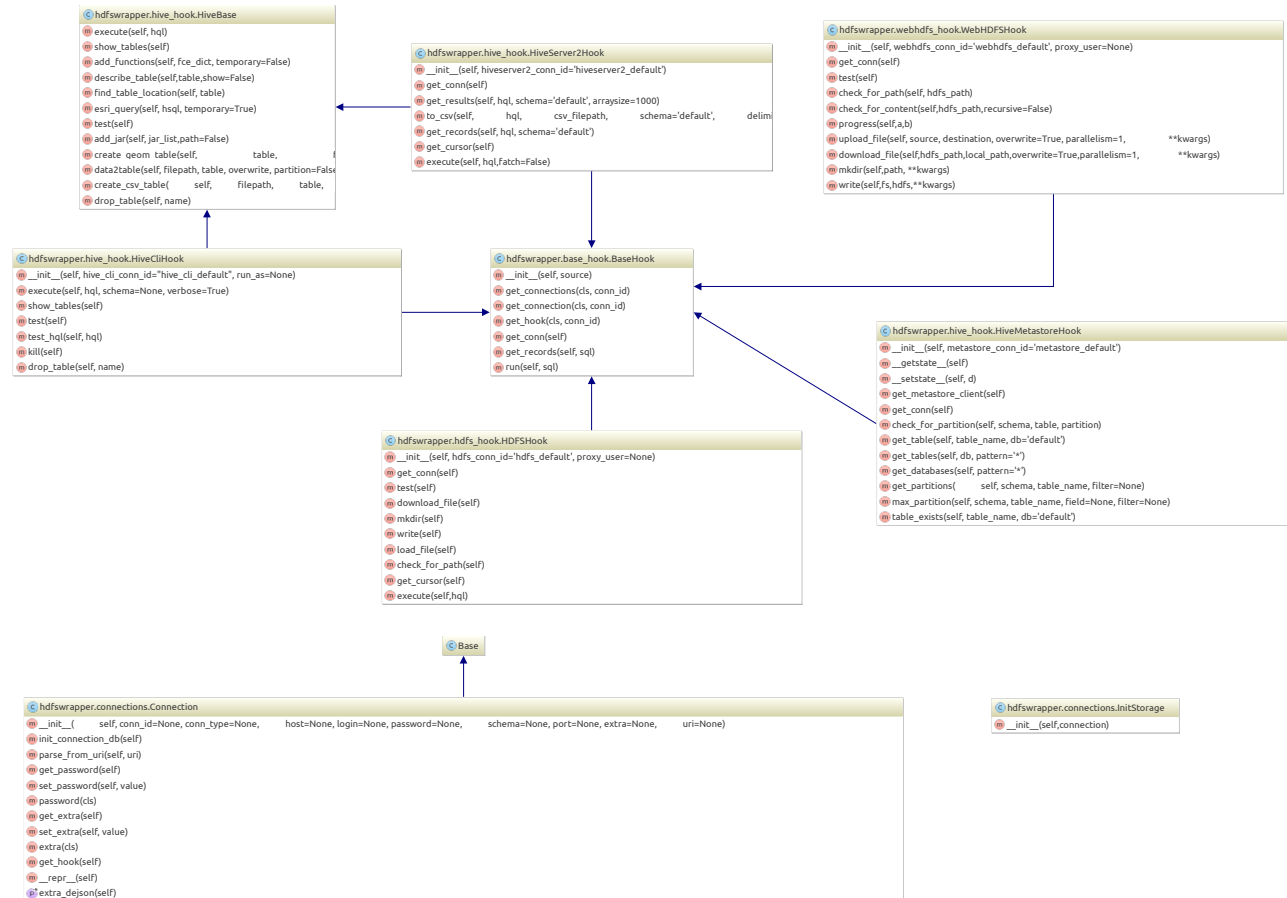 hdfswrapper.hive_hook.HiveBase
execute(self, hql)
show_tables(self)
add_functions(self, fce_dict, temporary=False)
describe_table(self,table,show=False)
find_table_location(self, table)
esri_query(self, hsql, temporary=True)
test(self)
add_jar(self, jar_list,path=False)
create_geom_table(self, table,
data2table(self, filepath, table, overwrite, partition=False
create_csv_table( self, filepath, table,
drop_table(self, name)
hdfswrapper.hive_hook.HiveServer2Hook
__init__(self, hiveserver2_conn_id='hiveserver2_default')
get_conn(self)
get_results(self, hql, schema='default', arraysize=1000)
to_csv(self, hql, csv_filepath, schema='default', delimi
get_records(self, hql, schema='default')
get_cursor(self)
execute(self, hql,fatch=False)
hdfswrapper.webhdfs_hook.WebHDFSHook
__init__(self, webhdfs_conn_id='webhdfs_default', proxy_user=None)
get_conn(self)
test(self)
check_for_path(self, hdfs_path)
check_for_content(self,hdfs_path,recursive=False)
progress(self,a,b)
upload_file(self, source, destination, overwrite=True, parallelism=1, **kwargs)
download_file(self,hdfs_path,local_path,overwrite=True,parallelism=1, **kwargs)
mkdir(self,path, **kwargs)
write(self,fs,hdfs,**kwargs)
hdfswrapper.hive_hook.HiveCliHook
__init__(self, hive_cli_conn_id="hive_cli_default", run_as=None)
execute(self, hql, schema=None, verbose=True)
show_tables(self)
test(self)
test_hql(self, hql)
kill(self)
drop_table(self, name)
hdfswrapper.base_hook.BaseHook
__init__(self, source)
get_connections(cls, conn_id)
get_connection(cls, conn_id)
get_hook(cls, conn_id)
get_conn(self)
get_records(self, sql)
run(self, sql)
hdfswrapper.hive_hook.HiveMetastoreHook
__init__(self, metastore_conn_id='metastore_default')
__getstate__(self)
__setstate__(self, d)
get_metastore_client(self)
get_conn(self)
check_for_partition(self, schema, table, partition)
get_table(self, table_name, db='default')
get_tables(self, db, pattern='*')
get_databases(self, pattern='*')
get_partitions( self, schema, table_name, filter=None)
max_partition(self, schema, table_name, field=None, filter=None)
table_exists(self, table_name, db='default')
hdfswrapper.hdfs_hook.HDFSHook
__init__(self, hdfs_conn_id='hdfs_default', proxy_user=None)
get_conn(self)
test(self)
download_file(self)
mkdir(self)
write(self)
load_file(self)
check_for_path(self)
get_cursor(self)
execute(self,hql)
Base
hdfswrapper.connections.Connection
__init__( self, conn_id=None, conn_type=None, host=None, login=None, password=None, schema=None, port=None, extra=None, uri=None)
init_connection_db(self)
parse_from_uri(self, uri)
get_password(self)
set_password(self, value)
password(cls)
get_extra(self)
set_extra(self, value)
extra(cls)
get_hook(self)
__repr__(self)
extra_dejson(self)
hdfswrapper.connections.InitStorage
__init__(self,connection)